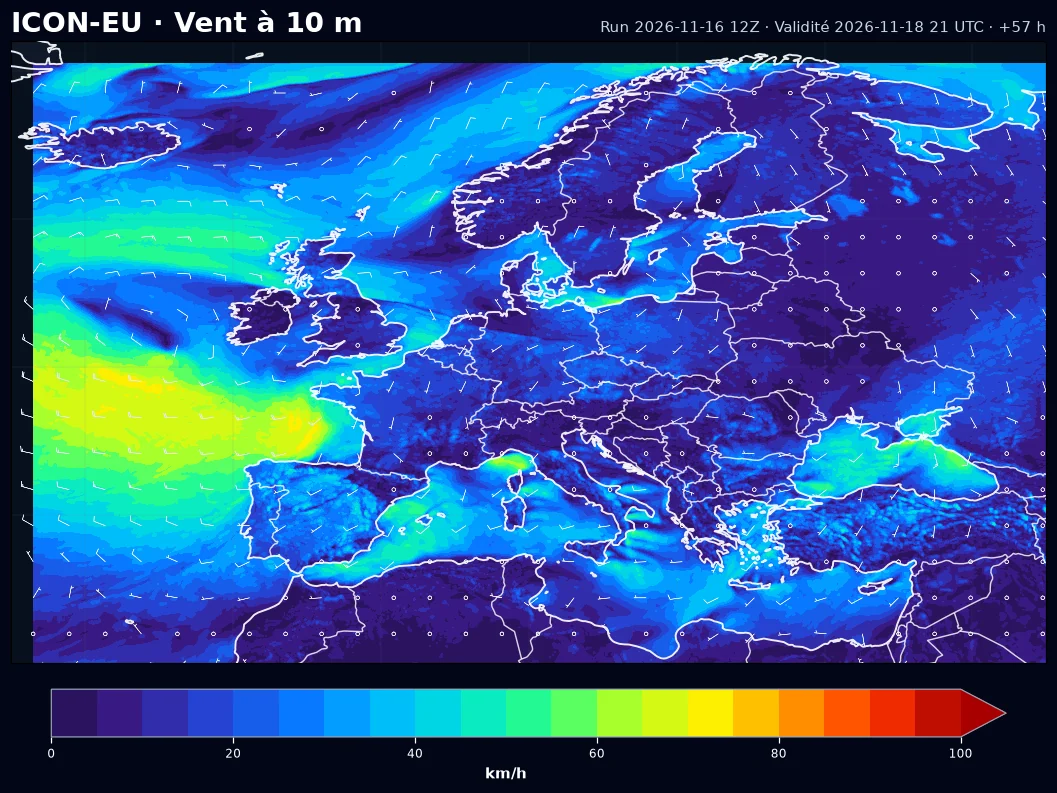 ICON-EU · Vent à 10 m
Run 2026-11-16 12Z · Validité 2026-11-18 21 UTC · +57 h
0 20 40 60 80 100
km/h